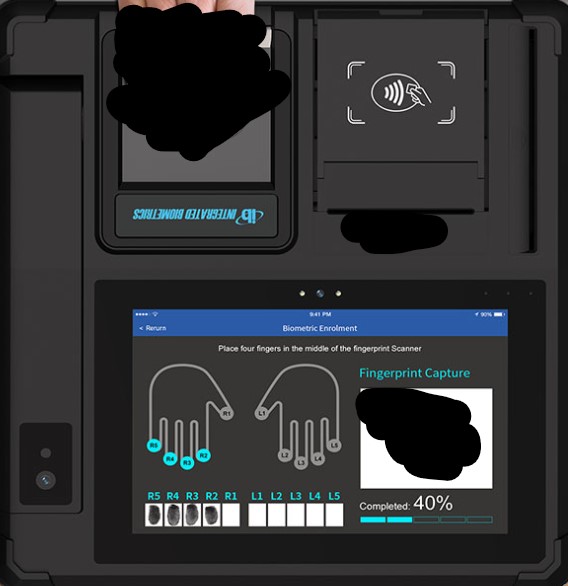 ib INTEGRATED BIOMETRICS
9:41 PM
90%
< Rerurn
Biometric Enrolment
Place four fingers in the middle of the fingerprint Scanner
Fingerprint Capture
R1
L1
R5
R4
R3
R2
L2
L3
L4
L5
R5 R4 R3 R2 R1 L1 L2 L3 L4 L5
Completed: 40%